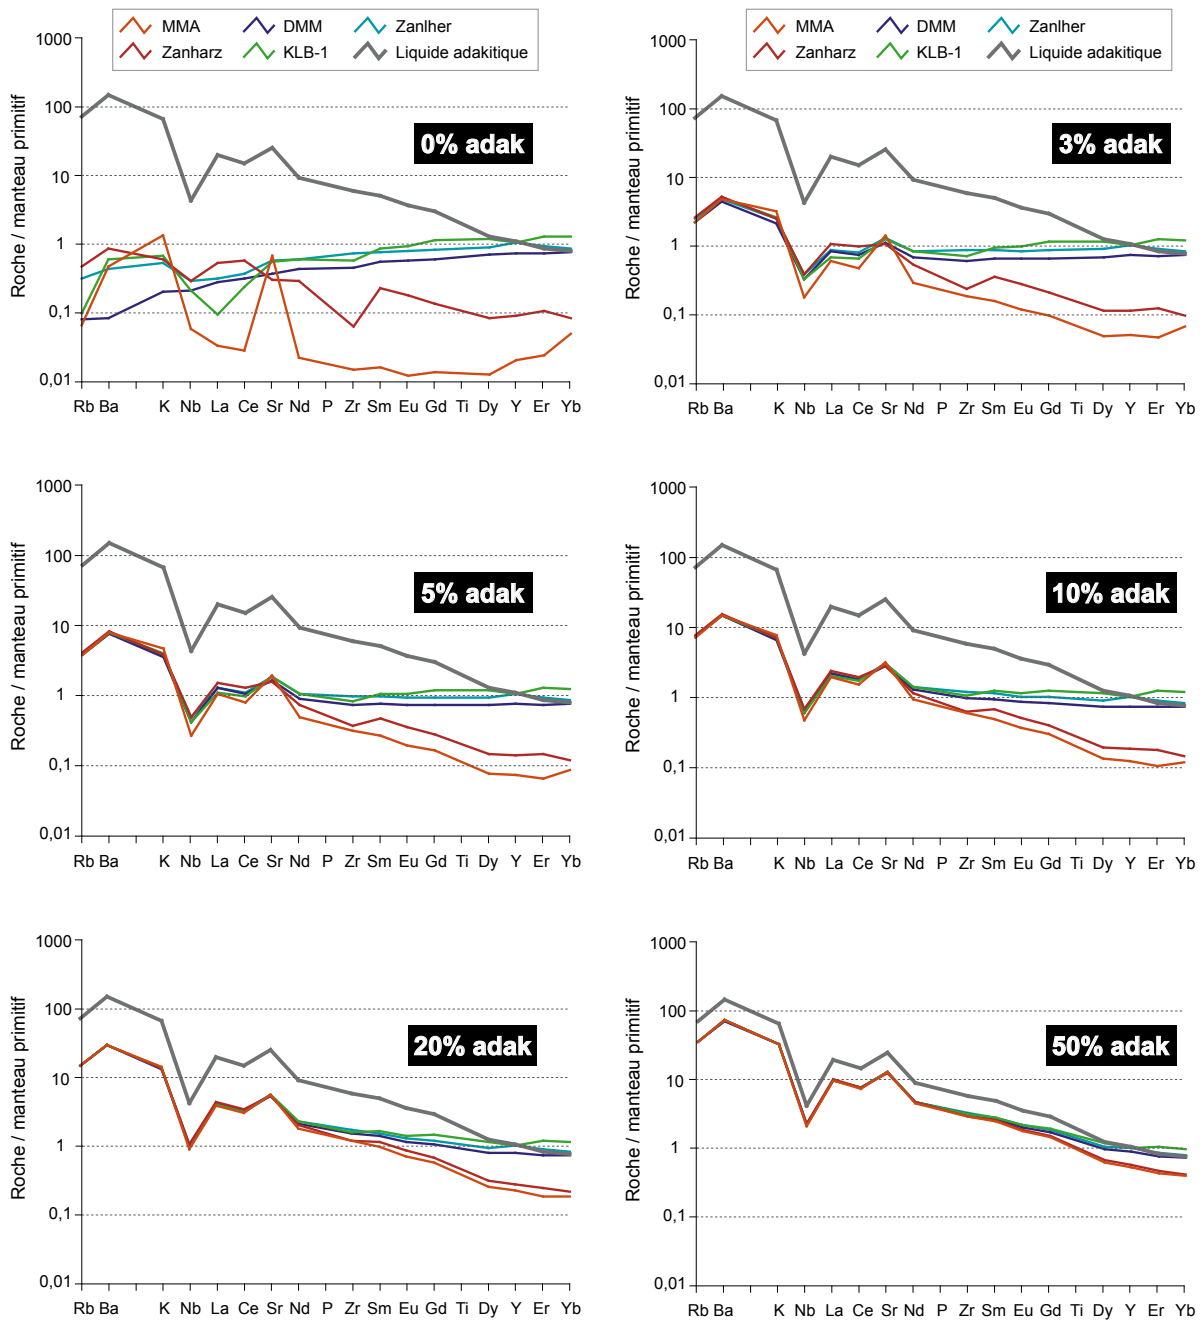 MMA DMM Zanlher
Zanharz KLB-1 Liquide adakitique
1000
100
10
1
0,1
0,01
Roche / manteau primitif
0% adak
Rb Ba K Nb La Ce Sr Nd P Zr Sm Eu Gd Ti Dy Y Er Yb
MMA DMM Zanlher
Zanharz KLB-1 Liquide adakitique
1000
100
10
1
0,1
0,01
Roche / manteau primitif
3% adak
Rb Ba K Nb La Ce Sr Nd P Zr Sm Eu Gd Ti Dy Y Er Yb
1000
100
10
1
0,1
0,01
Roche / manteau primitif
5% adak
Rb Ba K Nb La Ce Sr Nd P Zr Sm Eu Gd Ti Dy Y Er Yb
1000
100
10
1
0,1
0,01
Roche / manteau primitif
10% adak
Rb Ba K Nb La Ce Sr Nd P Zr Sm Eu Gd Ti Dy Y Er Yb
1000
100
10
1
0,1
0,01
Roche / manteau primitif
20% adak
Rb Ba K Nb La Ce Sr Nd P Zr Sm Eu Gd Ti Dy Y Er Yb
1000
100
10
1
0,1
0,01
Roche / manteau primitif
50% adak
Rb Ba K Nb La Ce Sr Nd P Zr Sm Eu Gd Ti Dy Y Er Yb